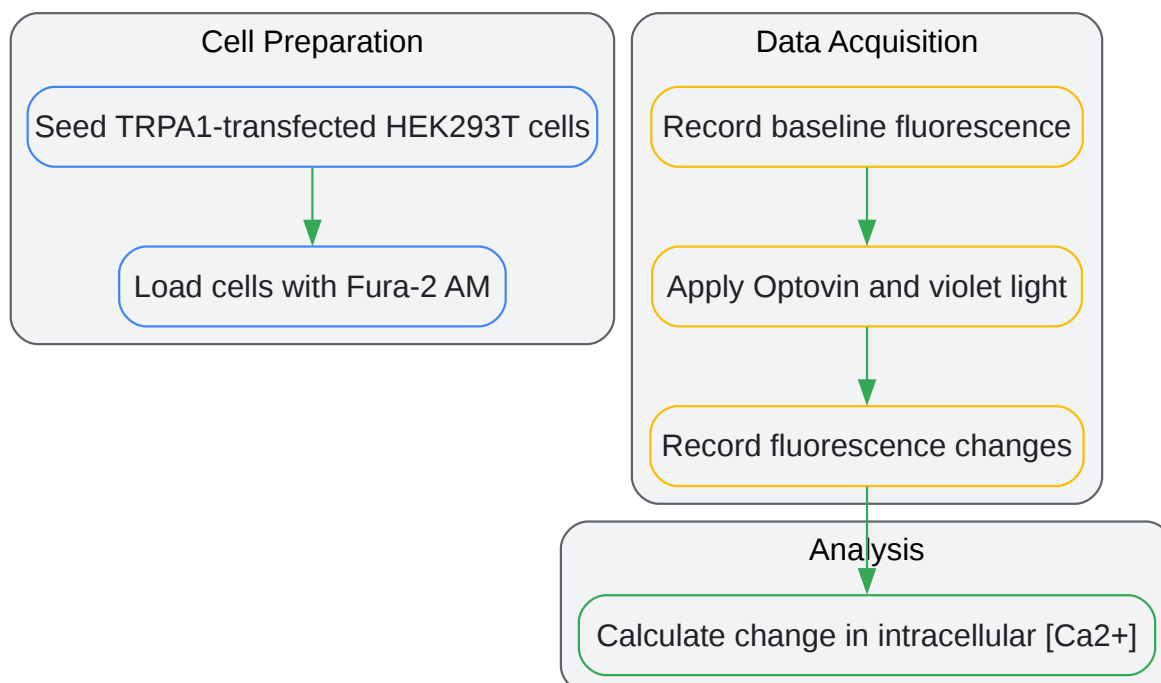 Cell Preparation
Seed TRPA1-transfected HEK293T cells
Load cells with Fura-2 AM
Data Acquisition
Record baseline fluorescence
Apply Optovin and violet light
Record fluorescence changes
Analysis
Calculate change in intracellular [Ca2+]